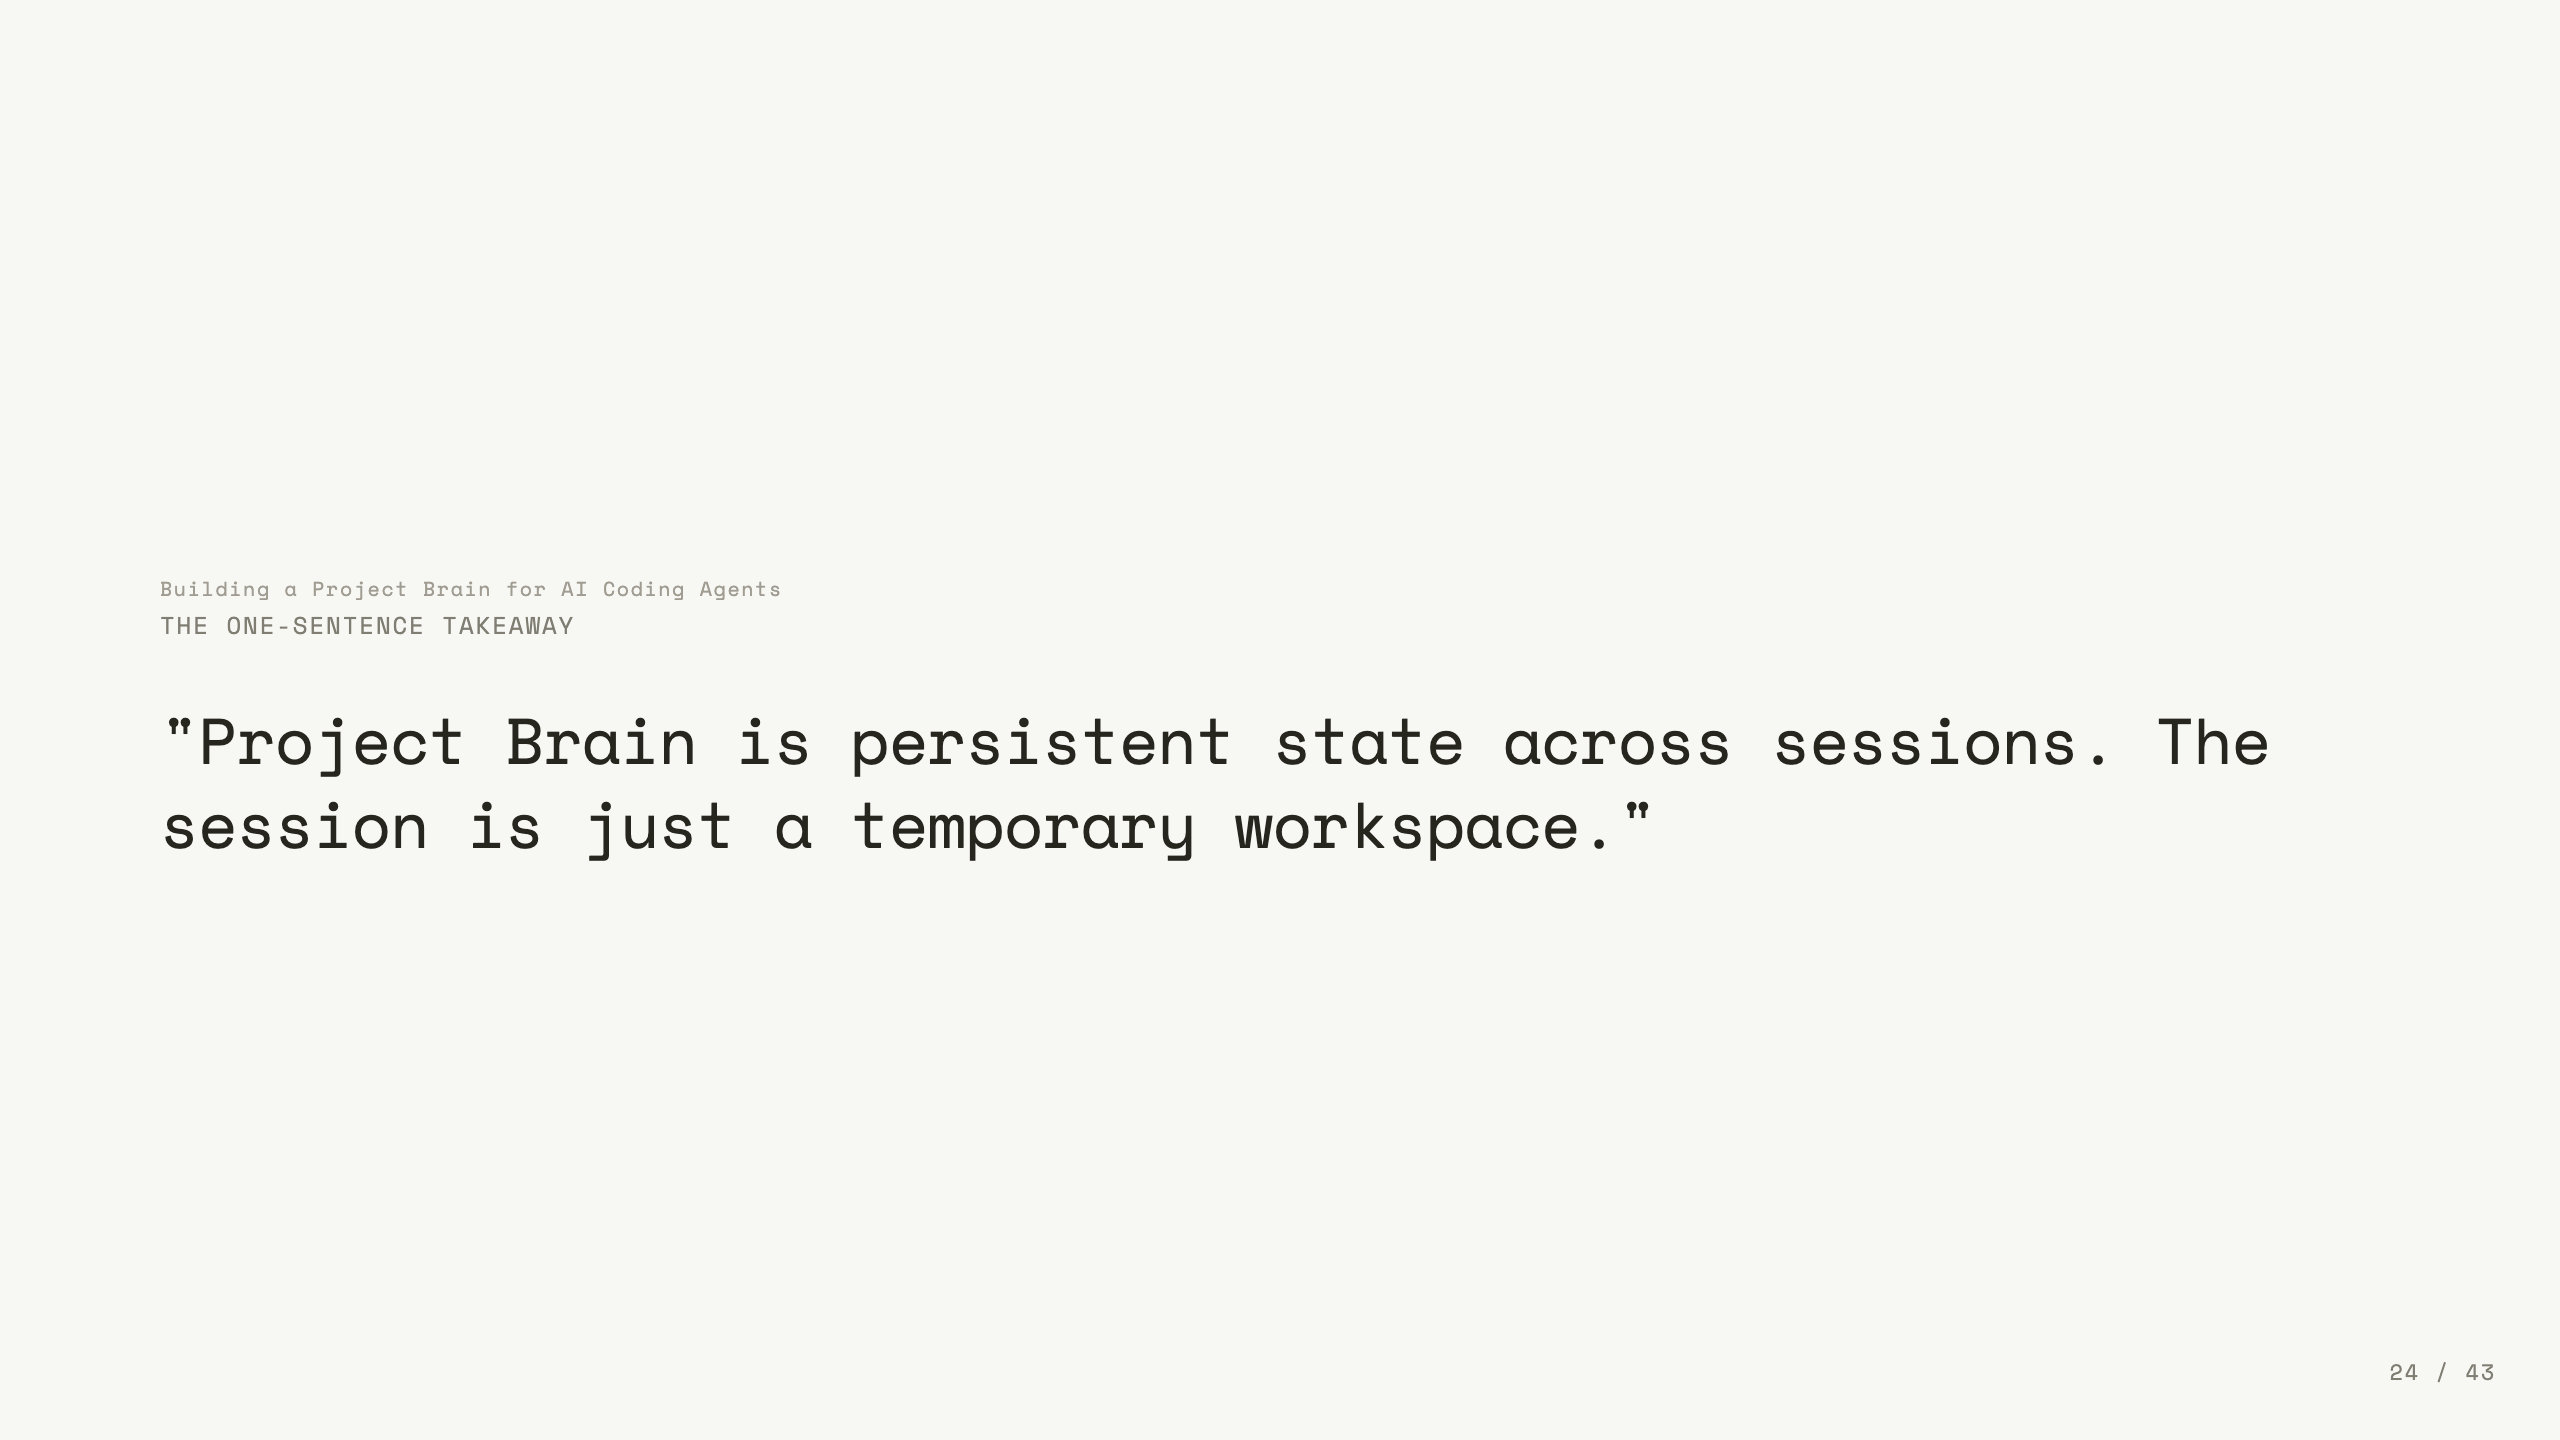 Building a Project Brain for AI Coding Agents
THE ONE-SENTENCE TAKEAWAY
"Project Brain is persistent state across sessions. The
session is just a temporary workspace."
24 / 43